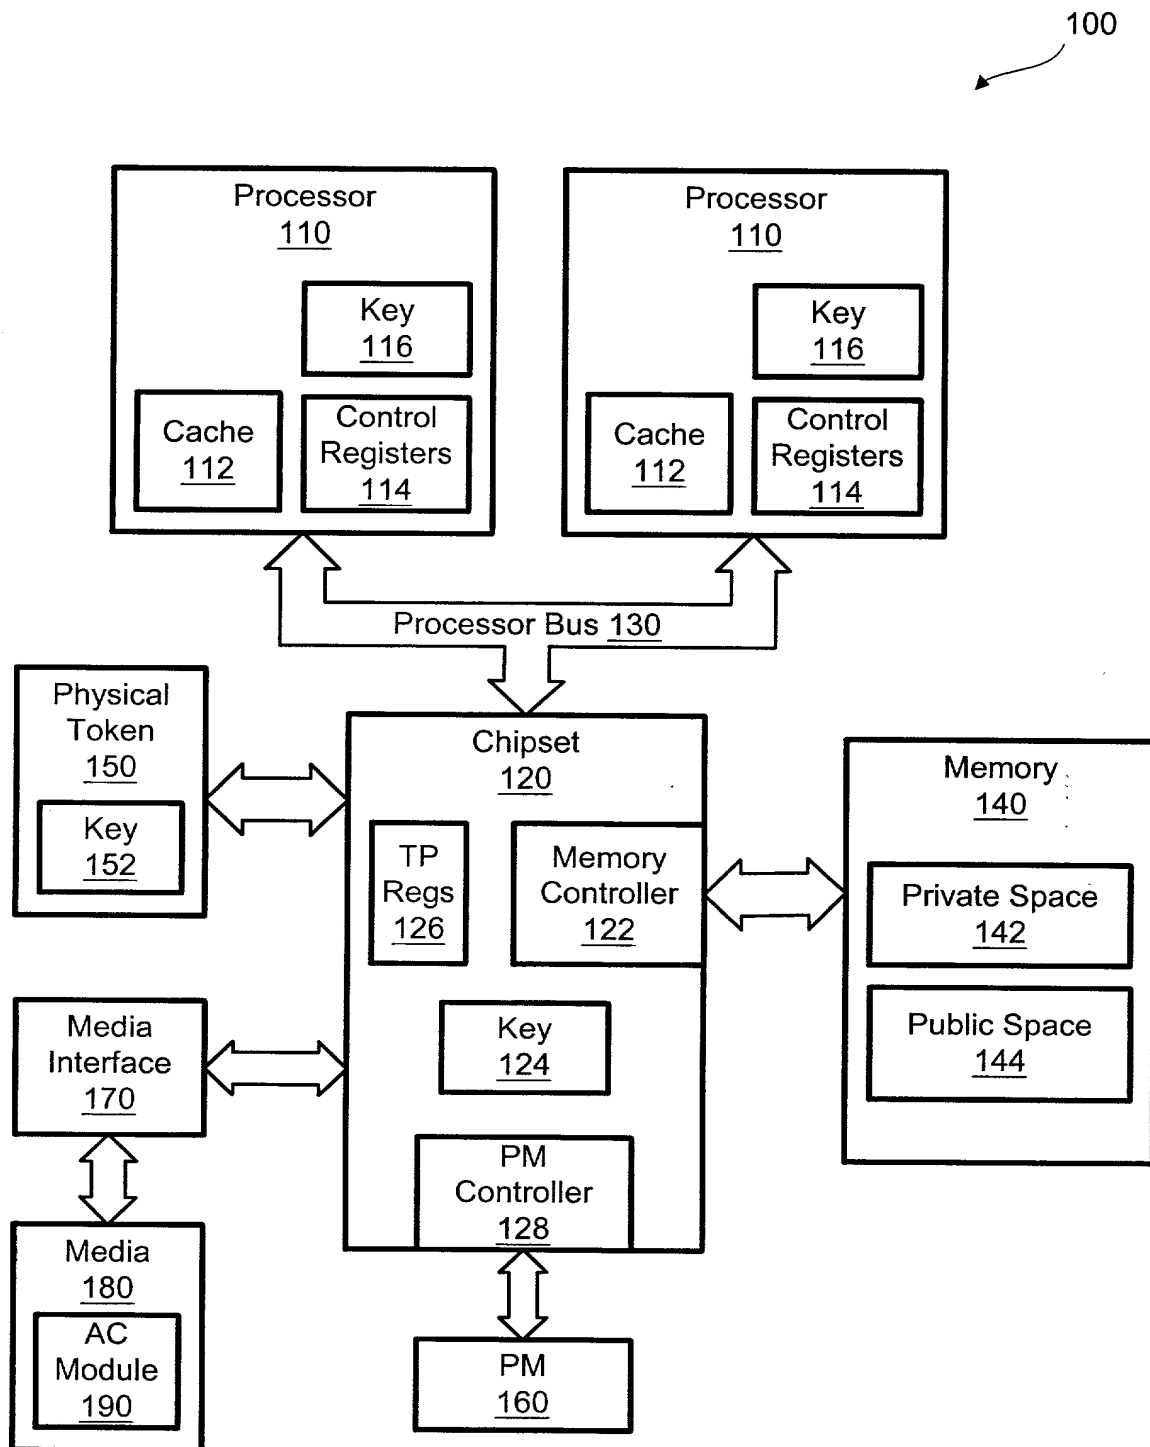 100
Processor
110
Key
116
Cache
112
Control
Registers
114
Processor
110
Key
116
Cache
112
Control
Registers
114
Processor Bus 130
Physical
Token
150
Key
152
Chipset
120
TP
Regs
126
Memory
Controller
122
Key
124
PM
Controller
128
Memory
140
Private Space
142
Public Space
144
Media
Interface
170
Media
180
AC
Module
190
PM
160